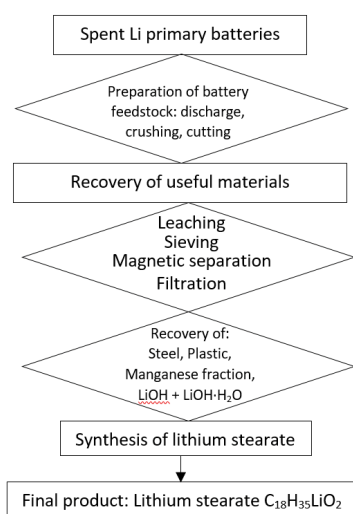 Spent Li primary batteries
Preparation of battery
feedstock: discharge,
crushing, cutting
Recovery of useful materials
Leaching
Sieving
Magnetic separation
Filtration
Recovery of:
Steel, Plastic,
Manganese fraction,
LiOH + LiOH·H₂O
Synthesis of lithium stearate
Final product: Lithium stearate C₁₈H₃₅LiO₂